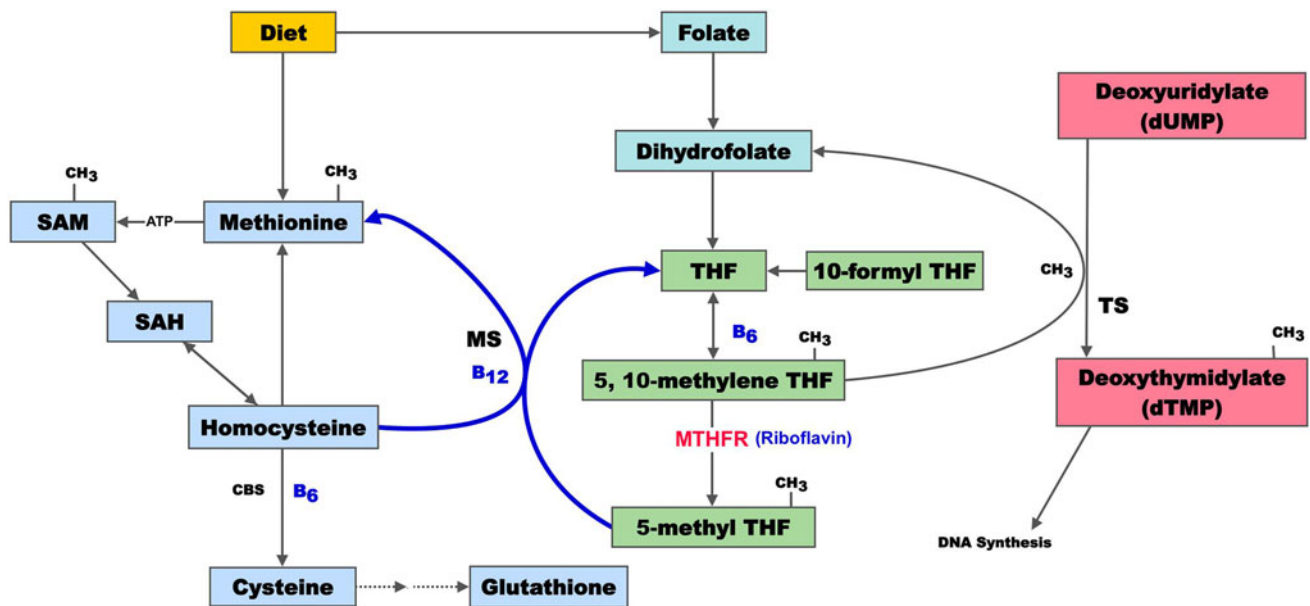 Diet
Folate
Deoxyuridylate
(dUMP)
Dihydrofolate
CH3
CH3
SAM
ATP
Methionine
THF
10-formyl THF
CH3
SAH
MS
B12
B6
CH3
TS
CH3
5, 10-methylene THF
Deoxythymidylate
(dTMP)
Homocysteine
MTHFR (Riboflavin)
CBS
B6
CH3
5-methyl THF
DNA Synthesis
Cysteine
Glutathione